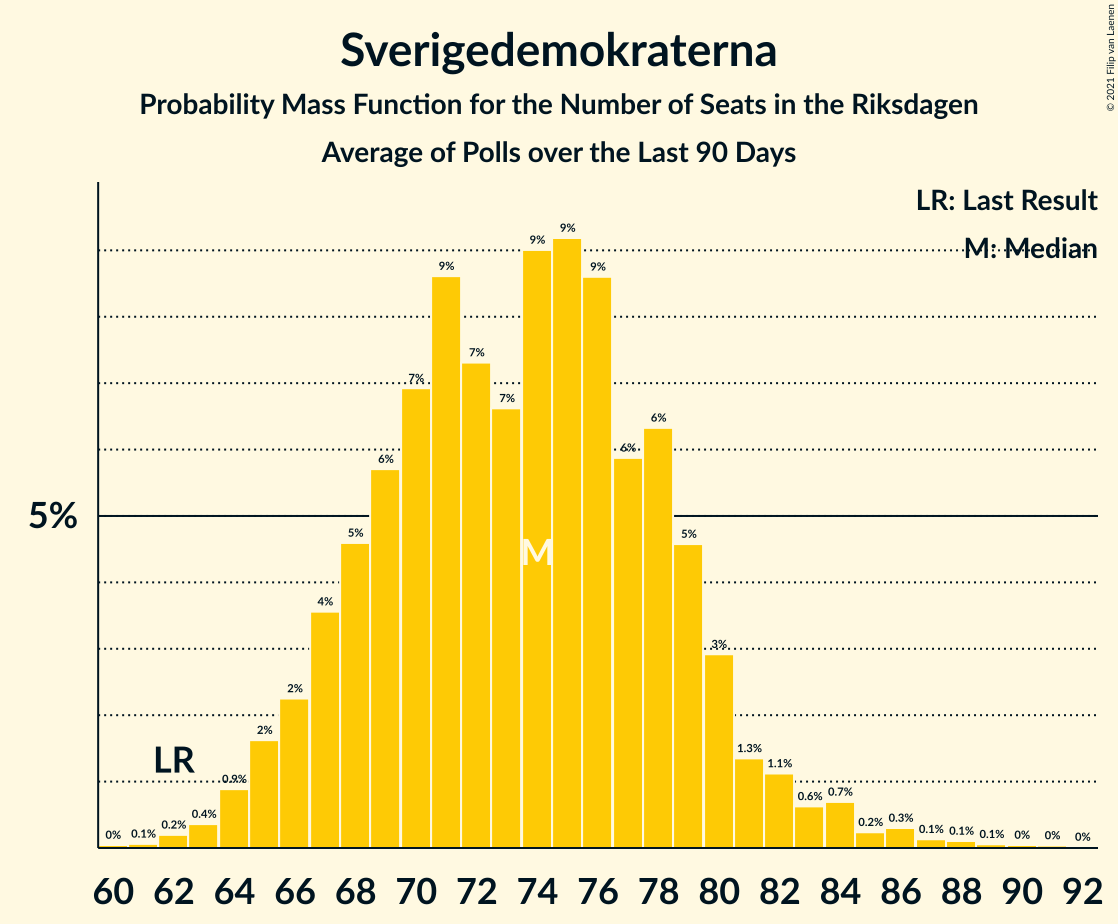 Sverigedemokraterna
Probability Mass Function for the Number of Seats in the Riksdagen
Average of Polls over the Last 90 Days
© 2021 Filip van Laenen
LR: Last Result
M: Median
5%
LR
M
0% 0.1% 0.2% 0.4% 0.9% 2% 2% 4% 5% 6% 7% 9% 7% 7% 9% 9% 9% 6% 6% 5% 3% 1.3% 1.1% 0.6% 0.7% 0.2% 0.3% 0.1% 0.1% 0.1% 0% 0% 0%
60 62 64 66 68 70 72 74 76 78 80 82 84 86 88 90 92